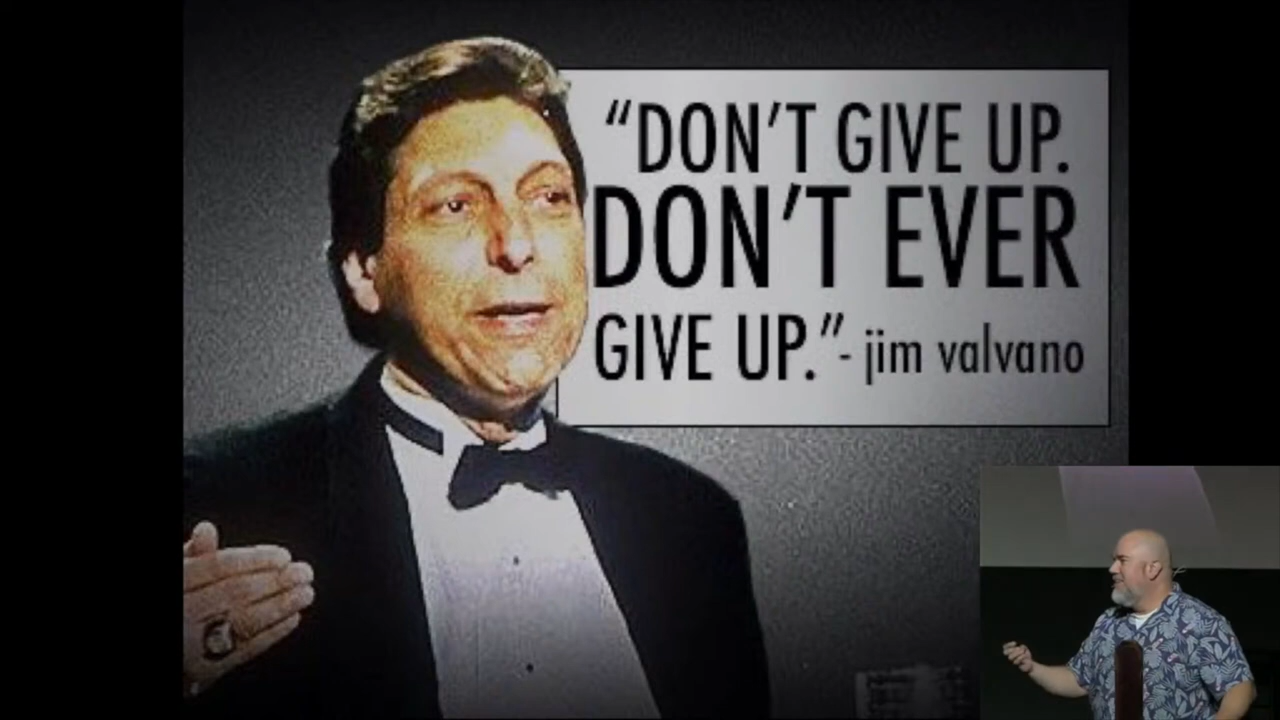 “DON’T GIVE UP.
DON’T EVER
GIVE UP.”- jim valvano